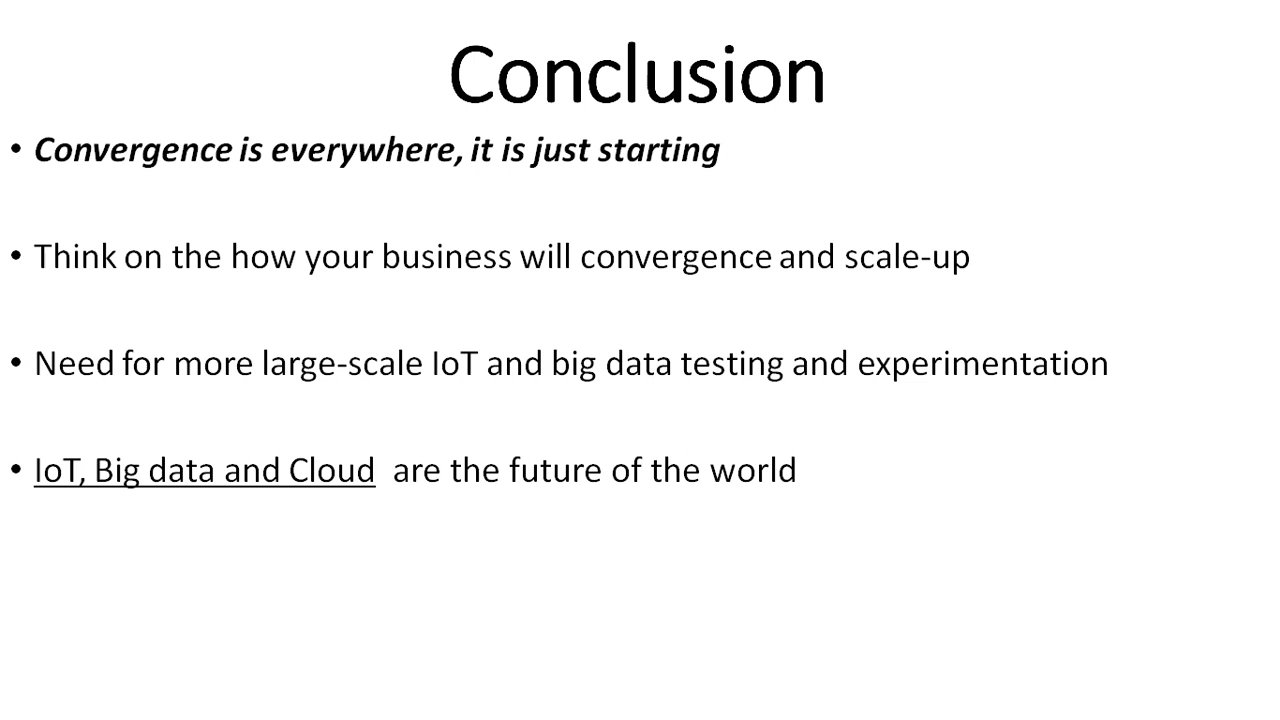 Conclusion
• Convergence is everywhere, it is just starting
• Think on the how your business will convergence and scale-up
• Need for more large-scale IoT and big data testing and experimentation
• IoT, Big data and Cloud are the future of the world